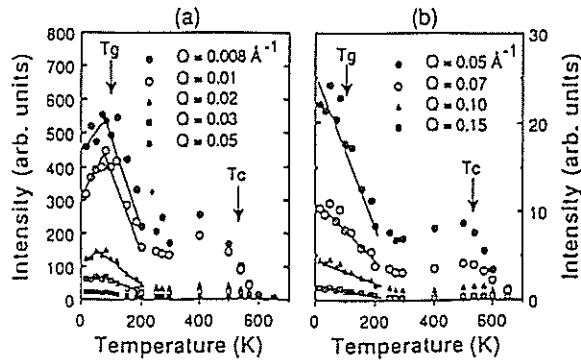 (a)
(b)
Intensity (arb. units)
800
700
600
500
400
300
200
100
0
Tg
Q = 0.008 Å⁻¹
Q = 0.01
Q = 0.02
Q = 0.03
Q = 0.05
Tc
0 200 400 600
Temperature (K)
Tg
Q = 0.05 Å⁻¹
Q = 0.07
Q = 0.10
Q = 0.15
Tc
0 200 400 600
Temperature (K)
30
20
10
0
Intensity (arb. units)